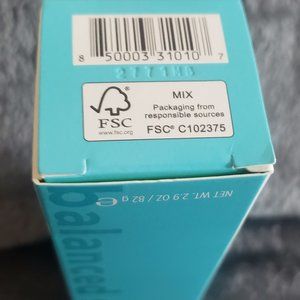 8 50003 31010 7
MIX
Packaging from
responsible sources
FSC
www.fsc.org
FSC® C102375
NET WT. 2.9 OZ / 82 g e
balanced